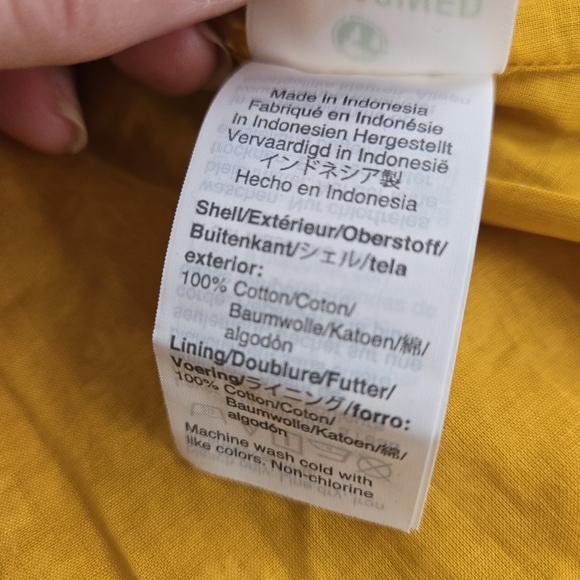 Made in Indonesia
Fabriqué en Indonésie
In Indonesien Hergestellt
Vervaardigd in Indonesië
インドネシア製
Hecho en Indonesia
Shell/Extérieur/Oberstoff/
Buitenkant/シェル/tela
exterior:
100% Cotton/Coton/
Baumwolle/Katoen/綿/
algodón
Lining/Doublure/Futter/
Voering/ライニング/forro:
100% Cotton/Coton/
Baumwolle/Katoen/綿/
algodón
Machine wash cold with
like colors. Non-chlorine